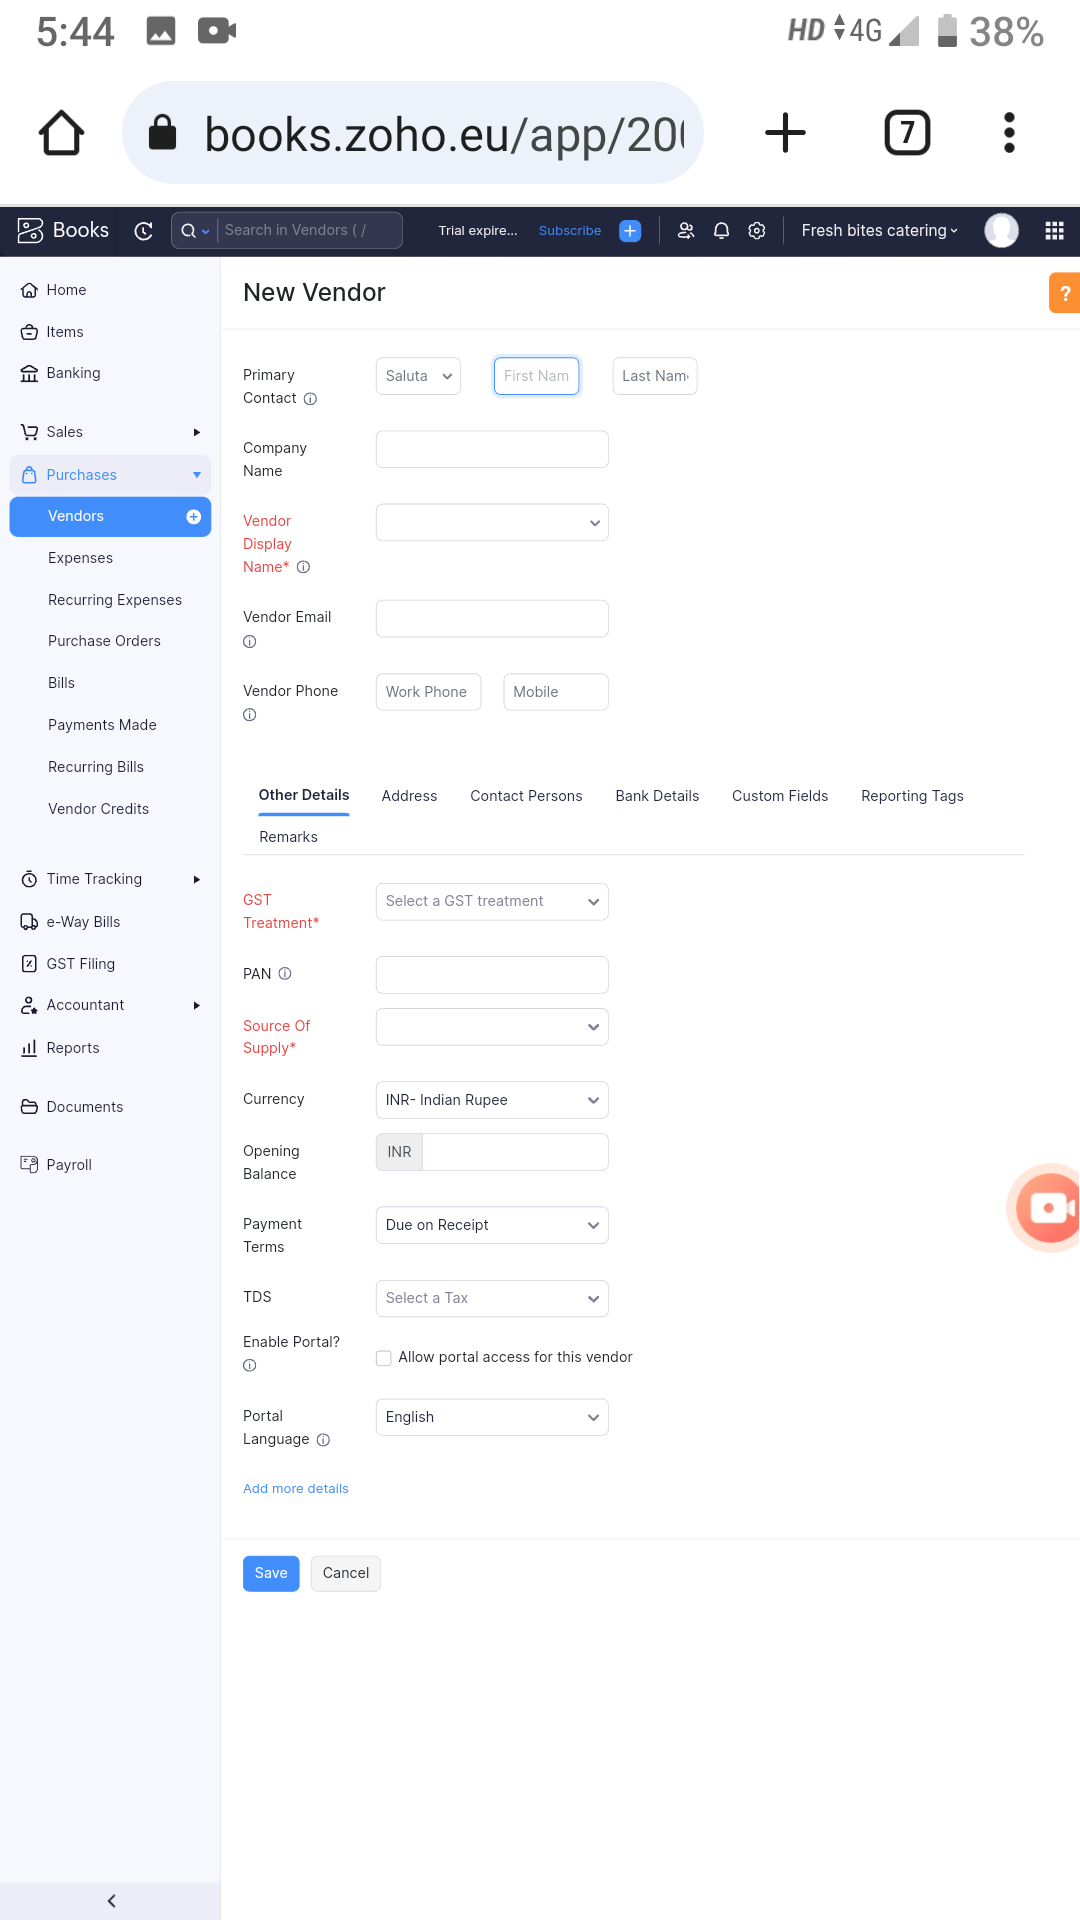 5:44
HD 4G 38%
books.zoho.eu/app/20
7
Books
Search in Vendors ( /
Trial expire...
Subscribe
Fresh bites catering
Home
Items
Banking
Sales
Purchases
Vendors
Expenses
Recurring Expenses
Purchase Orders
Bills
Payments Made
Recurring Bills
Vendor Credits
Time Tracking
e-Way Bills
GST Filing
Accountant
Reports
Documents
Payroll
New Vendor
?
Primary
Contact
Saluta
First Nam
Last Nam
Company
Name
Vendor
Display
Name*
Vendor Email
Vendor Phone
Work Phone
Mobile
Other Details
Address
Contact Persons
Bank Details
Custom Fields
Reporting Tags
Remarks
GST
Treatment*
Select a GST treatment
PAN
Source Of
Supply*
Currency
INR- Indian Rupee
Opening
Balance
INR
Payment
Terms
Due on Receipt
TDS
Select a Tax
Enable Portal?
Allow portal access for this vendor
Portal
Language
English
Add more details
Save
Cancel